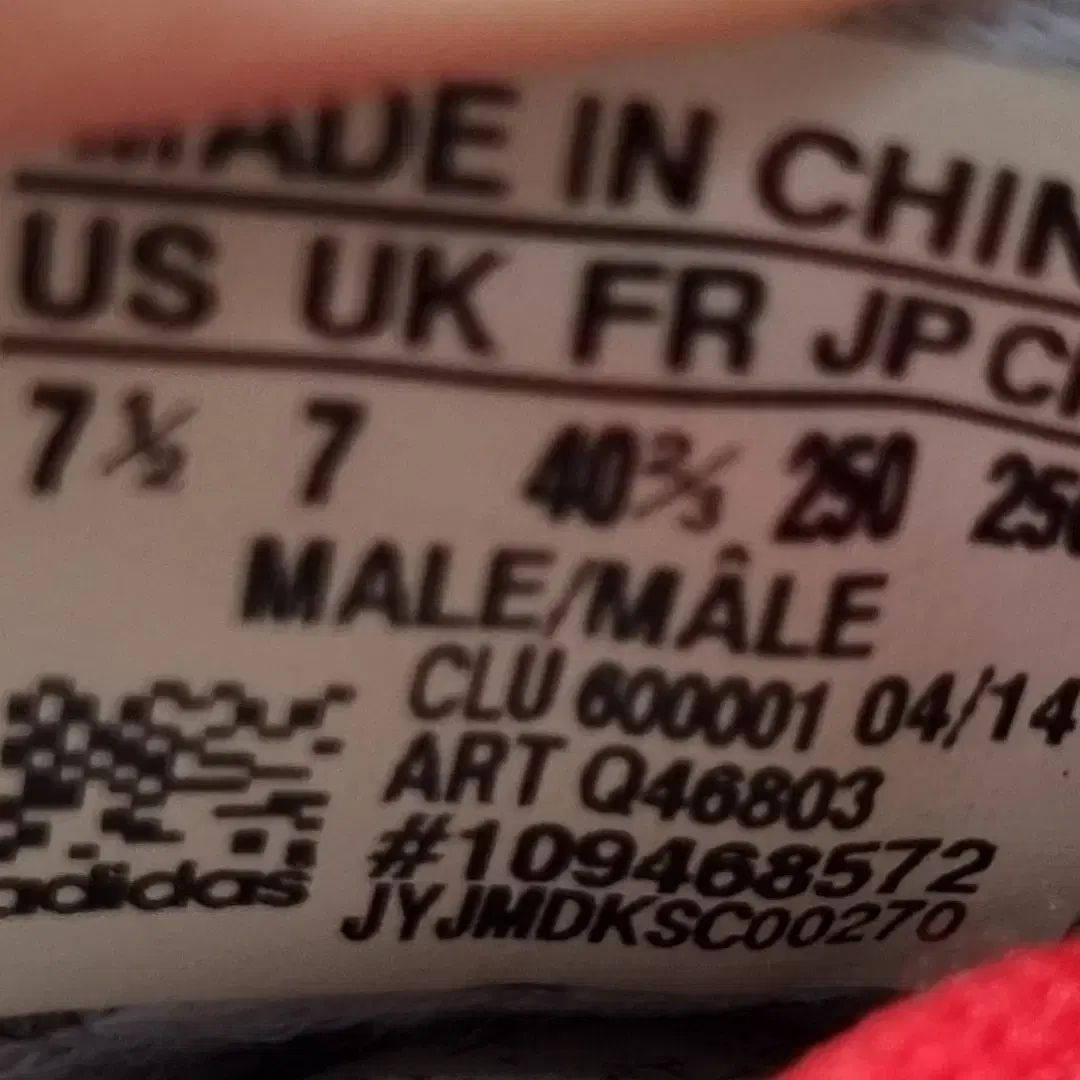 MADE IN CHIN
US UK FR JP C
7½ 7 40⅔ 250 250
MALE/MÂLE
CLU 600001 04/14
ART Q46803
#109468572
JYJMDKSC00270
adidas